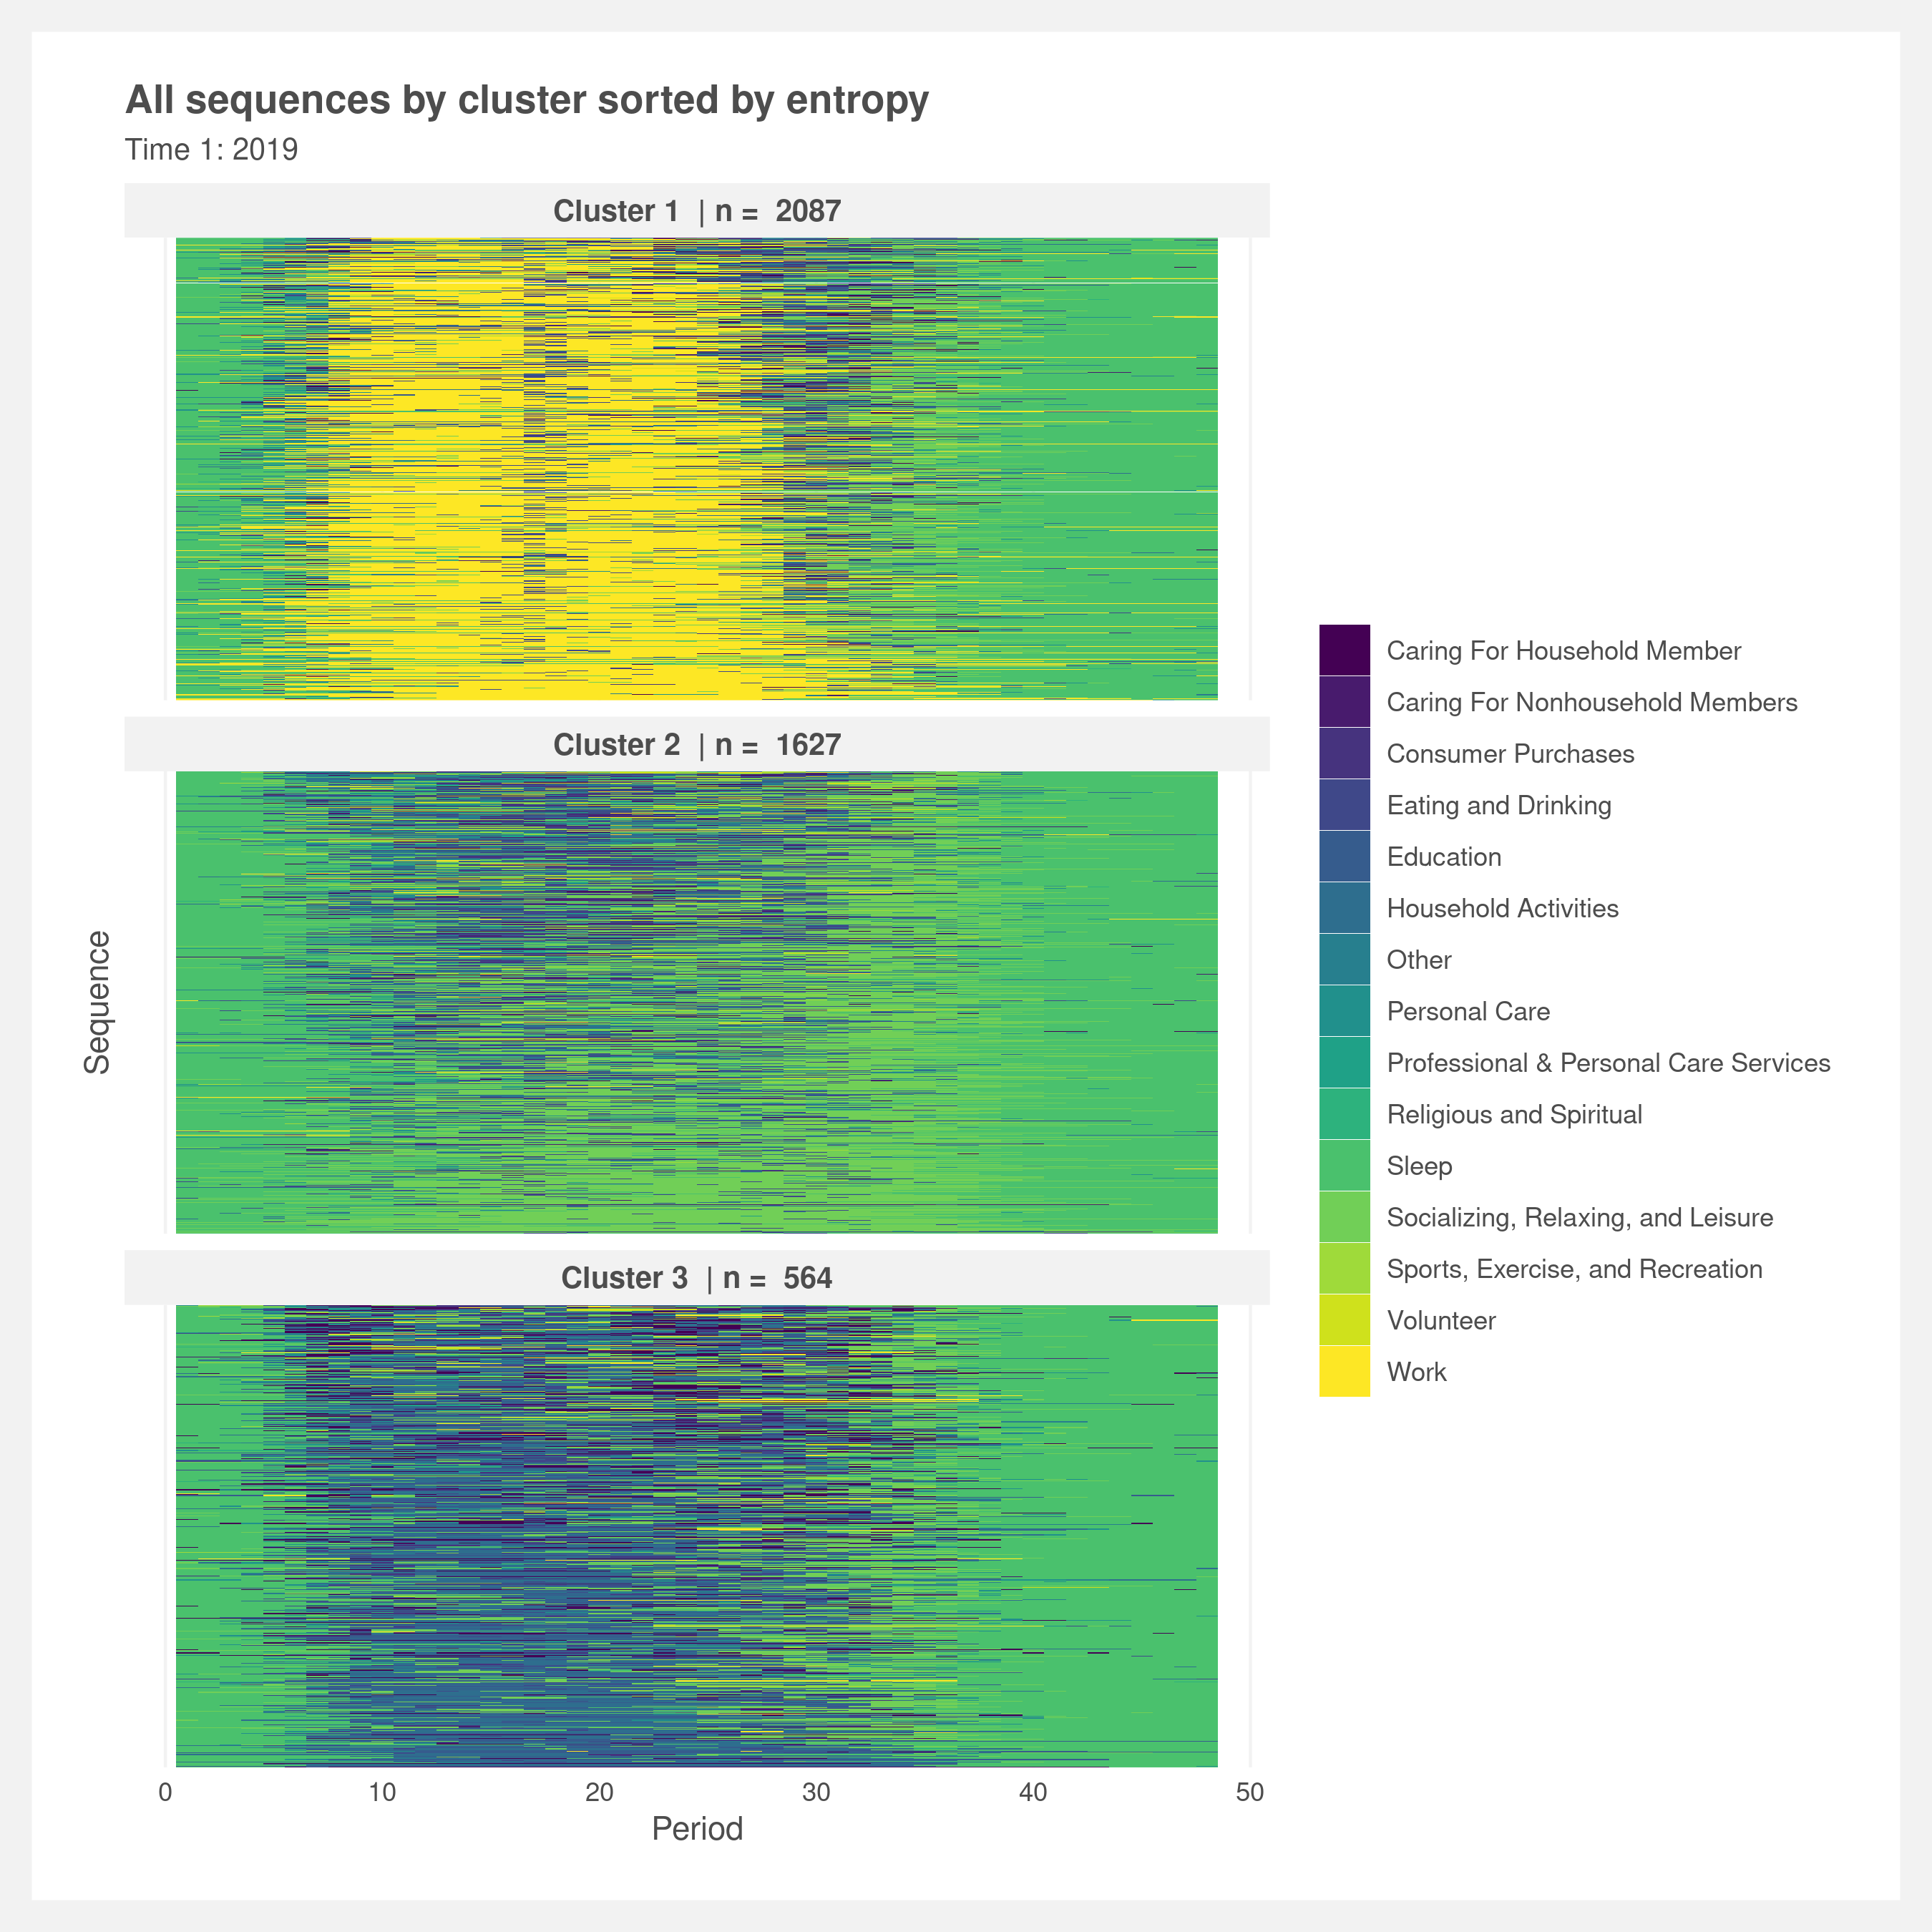 All sequences by cluster sorted by entropy
Time 1: 2019
Cluster 1 | n = 2087
Cluster 2 | n = 1627
Cluster 3 | n = 564
Sequence
0 10 20 30 40 50
Period
Caring For Household Member
Caring For Nonhousehold Members
Consumer Purchases
Eating and Drinking
Education
Household Activities
Other
Personal Care
Professional & Personal Care Services
Religious and Spiritual
Sleep
Socializing, Relaxing, and Leisure
Sports, Exercise, and Recreation
Volunteer
Work